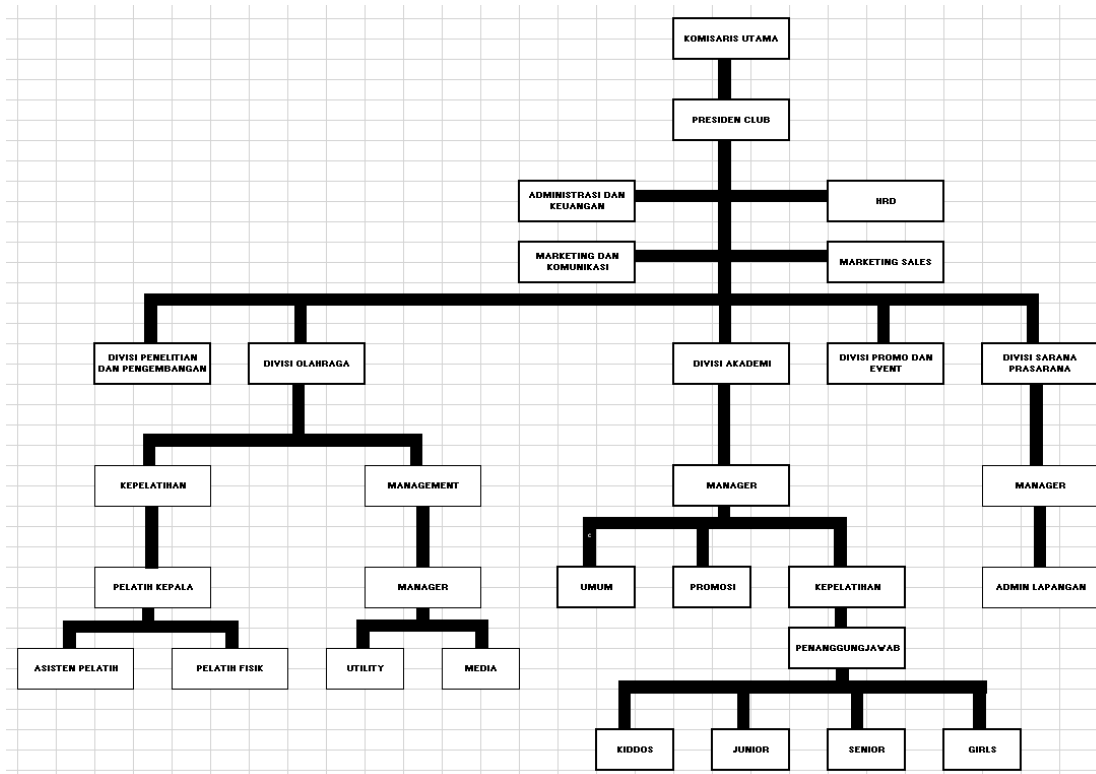 KOMISARIS UTAMA
PRESIDEN CLUB
ADMINISTRASI DAN
KEUANGAN
HRD
MARKETING DAN
KOMUNIKASI
MARKETING SALES
DIVISI PENELITIAN
DAN PENGEMBANGAN
DIVISI OLAHRAGA
DIVISI AKADEMI
DIVISI PROMO DAN
EVENT
DIVISI SARANA
PRASARANA
KEPELATIHAN
MANAGEMENT
MANAGER
MANAGER
c
PELATIH KEPALA
MANAGER
UMUM
PROMOSI
KEPELATIHAN
ADMIN LAPANGAN
PENANGGUNGJAWAB
ASISTEN PELATIH
PELATIH FISIK
UTILITY
MEDIA
KIDDOS
JUNIOR
SENIOR
GIRLS